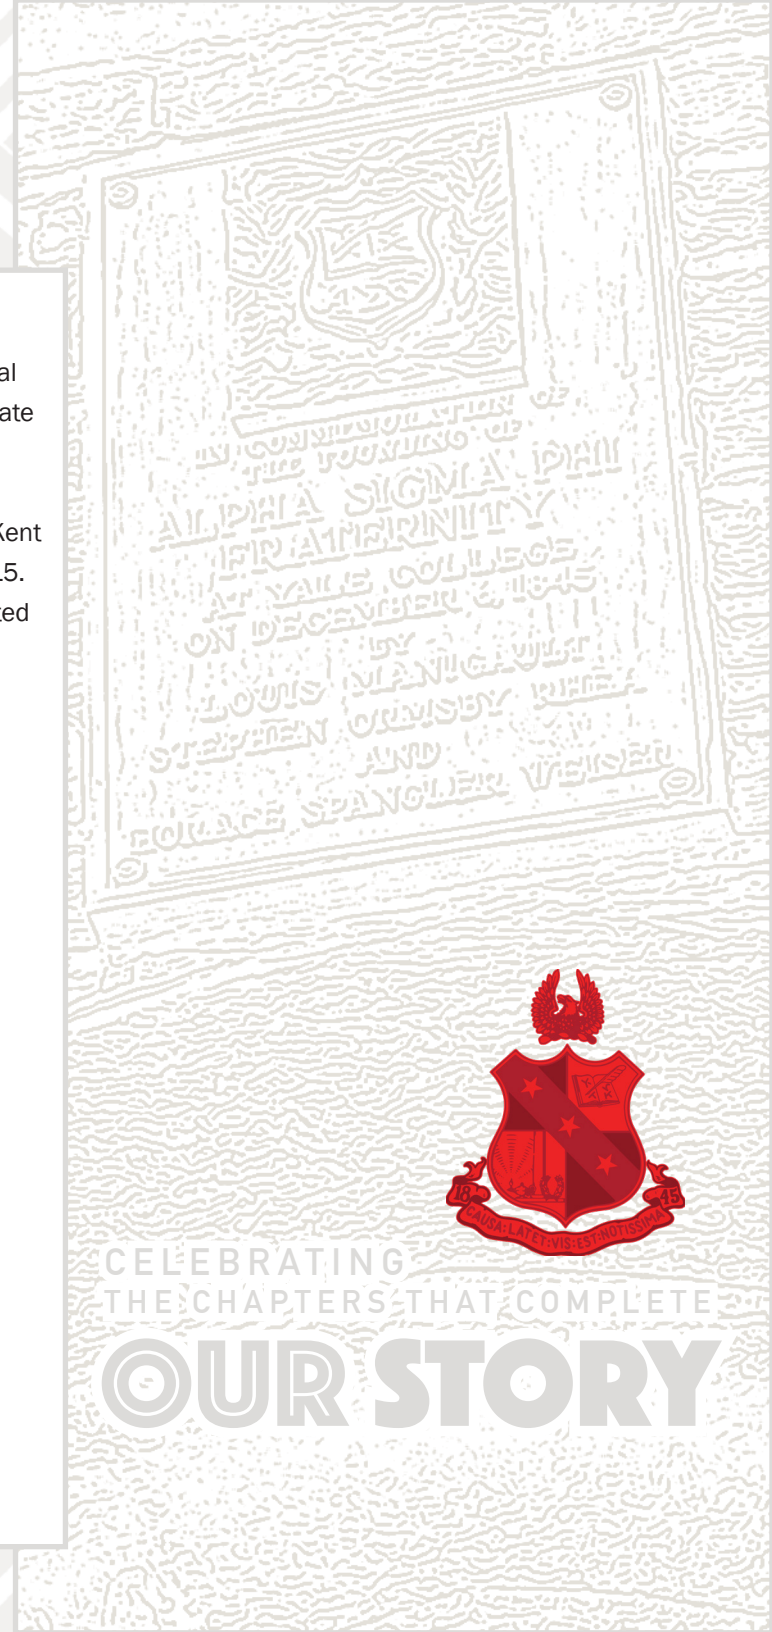 al
ate
Kent
15.
ted
IN COMMEMORATION OF
THE FOUNDING OF
ALPHA SIGMA PHI
FRATERNITY
AT YALE COLLEGE
ON DECEMBER 6, 1845
BY
LOUIS MANIGAULT
STEPHEN ORMSBY RHEA
AND
HORACE SPANGLER WEISER
18 45
CAUSA:LATET:VIS:EST:NOTISSIMA
CELEBRATING
THE CHAPTERS THAT COMPLETE
OUR STORY